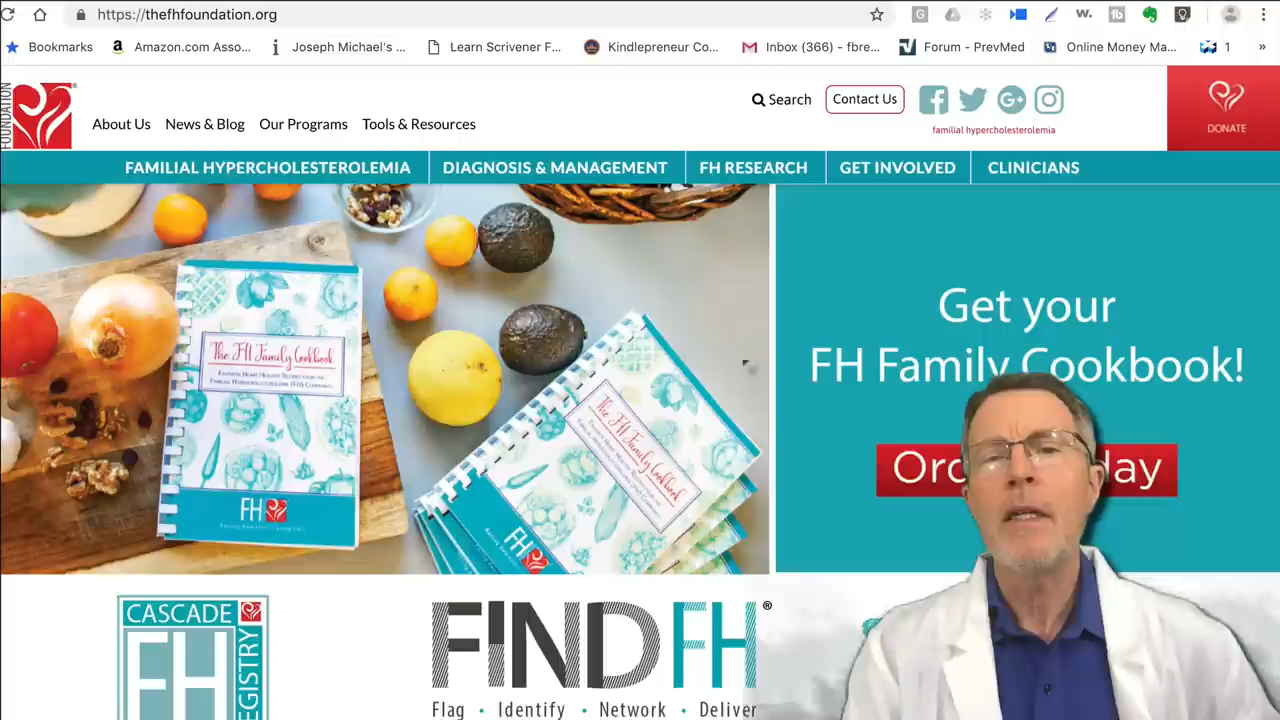 https://thefhfoundation.org
Bookmarks
Amazon.com Asso...
Joseph Michael's ...
Learn Scrivener F...
Kindlepreneur Co...
Inbox (366) - fbre...
Forum - PrevMed
Online Money Ma...
1
»
FOUNDATION
Search
Contact Us
familial hypercholesterolemia
DONATE
About Us
News & Blog
Our Programs
Tools & Resources
FAMILIAL HYPERCHOLESTEROLEMIA
DIAGNOSIS & MANAGEMENT
FH RESEARCH
GET INVOLVED
CLINICIANS
The FH Family Cookbook
FH
The FH Family Cookbook
FH
Get your
FH Family Cookbook!
CASCADE
FH
FINDFH®
Flag • Identify • Network • Deliver